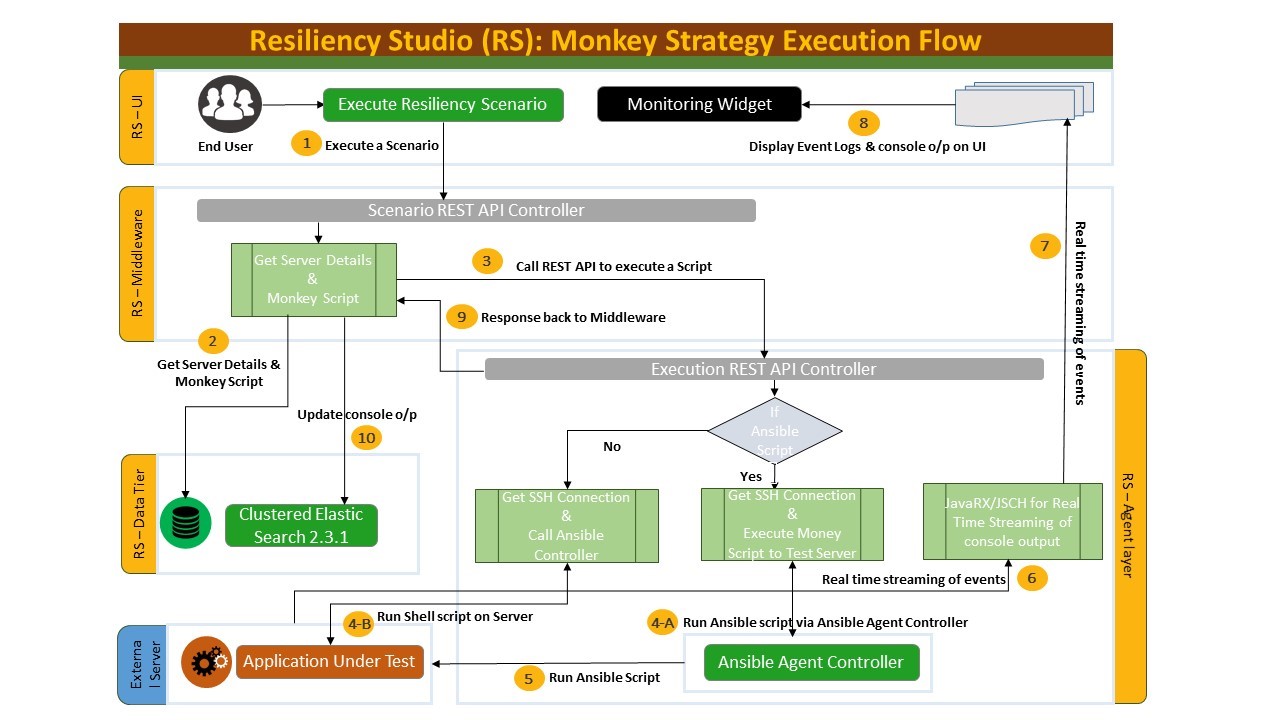 Resiliency Studio (RS): Monkey Strategy Execution Flow
RS – UI
End User
Execute Resiliency Scenario
1
Execute a Scenario
Monitoring Widget
8
Display Event Logs & console o/p on UI
RS – Middleware
Scenario REST API Controller
Get Server Details
&
Monkey Script
3
Call REST API to execute a Script
9
Response back to Middleware
7
Real time streaming of events
2
Get Server Details &
Monkey Script
Update console o/p
10
RS – Data Tier
Clustered Elastic
Search 2.3.1
RS – Agent layer
Execution REST API Controller
If
Ansible
Script
No
Yes
Get SSH Connection
&
Call Ansible
Controller
Get SSH Connection
&
Execute Money
Script to Test Server
JavaRX/JSCH for Real
Time Streaming of
console output
Real time streaming of events
6
4-B
Run Shell script on Server
4-A
Run Ansible script via Ansible Agent Controller
Externa
l Server
Application Under Test
5
Run Ansible Script
Ansible Agent Controller